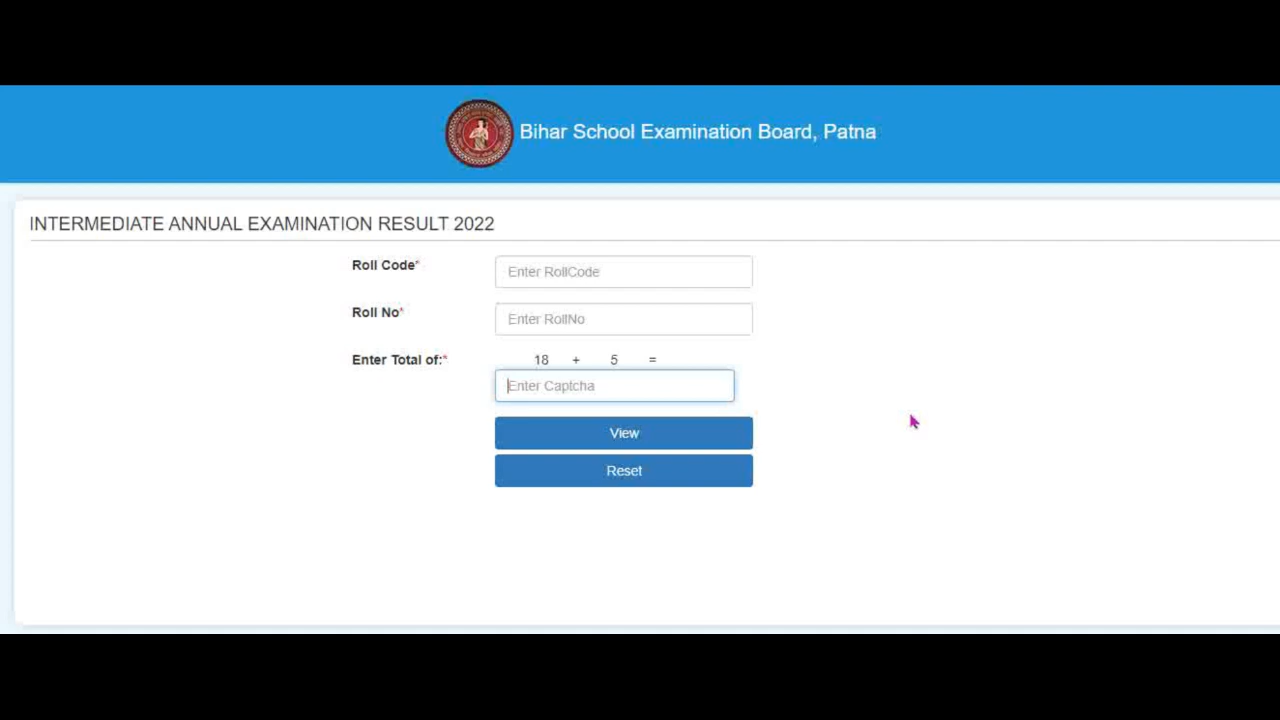 Bihar School Examination Board, Patna
INTERMEDIATE ANNUAL EXAMINATION RESULT 2022
Roll Code*
Enter RollCode
Roll No*
Enter RollNo
Enter Total of:* 18 + 5 =
Enter Captcha
View
Reset